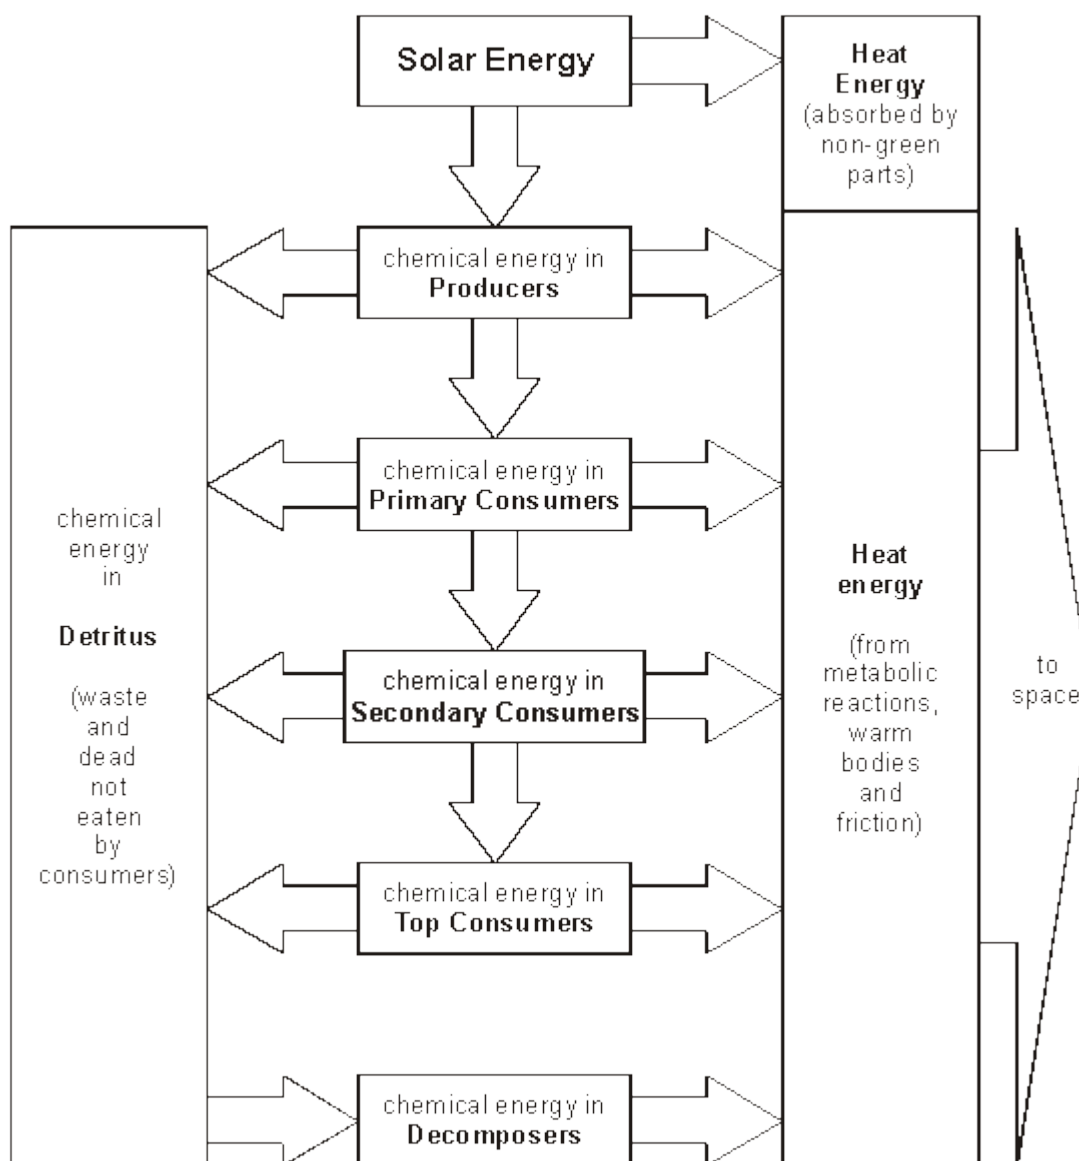 Solar Energy
Heat
Energy
(absorbed by
non-green
parts)
chemical energy in
Producers
chemical energy in
Primary Consumers
chemical
energy
in
Detritus
(waste
and
dead
not
eaten
by
consumers)
chemical energy in
Secondary Consumers
Heat
energy
(from
metabolic
reactions,
warm
bodies
and
friction)
to
space
chemical energy in
Top Consumers
chemical energy in
Decomposers